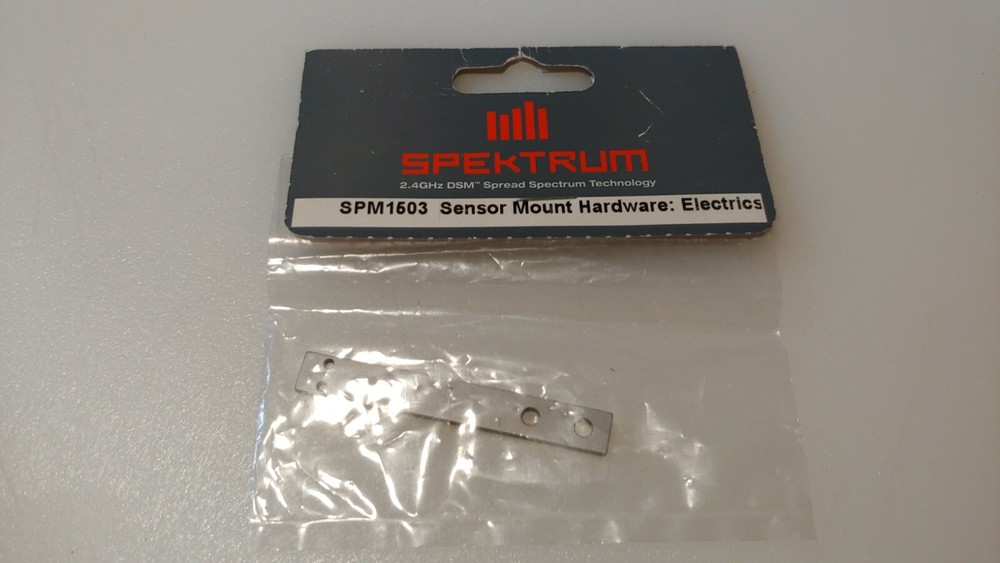 SPEKTRUM
2.4GHz DSM™ Spread Spectrum Technology
SPM1503 Sensor Mount Hardware: Electrics